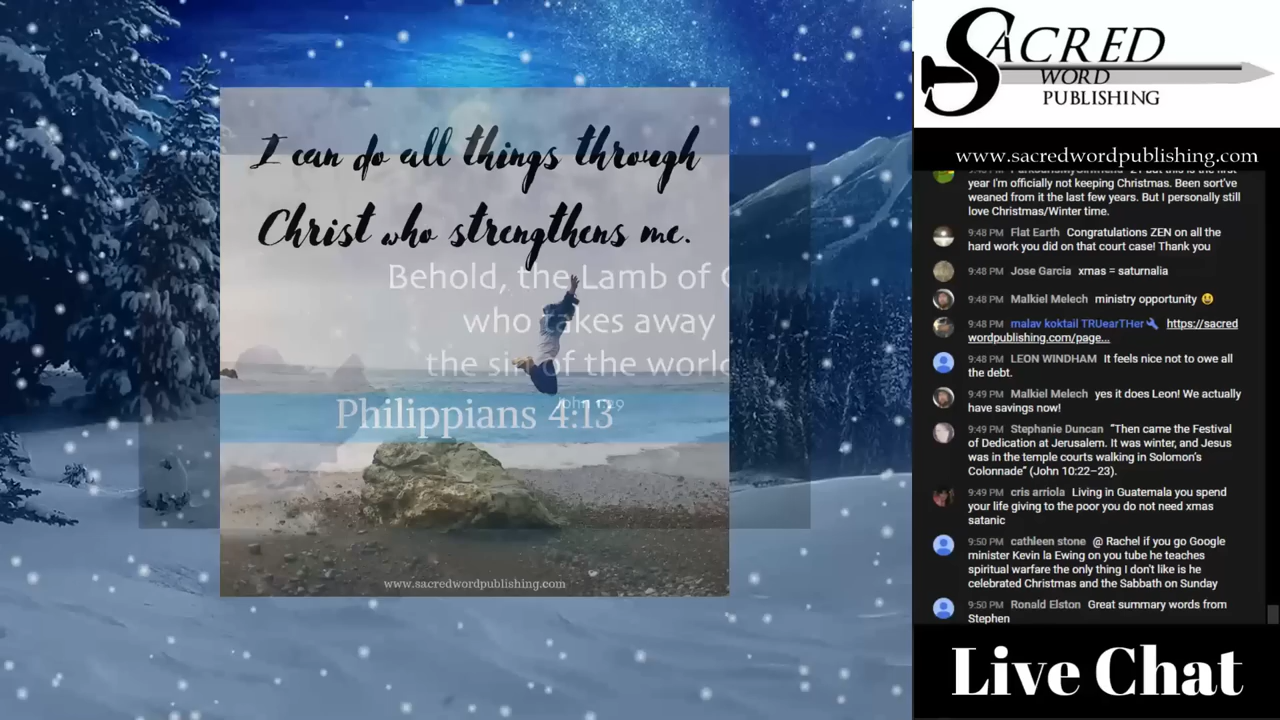 I can do all things through
Christ who strengthens me.
Behold, the Lamb of
who takes away
the sin of the world
John 1:29
Philippians 4:13
www.sacredwordpublishing.com
SACRED
WORD
PUBLISHING
www.sacredwordpublishing.com
year I'm officially not keeping Christmas. Been sort've
weaned from it the last few years. But I personally still
love Christmas/Winter time.
9:48 PM Flat Earth Congratulations ZEN on all the
hard work you did on that court case! Thank you
9:48 PM Jose Garcia xmas = saturnalia
9:48 PM Malkiel Melech ministry opportunity 😃
9:48 PM malav koktail TRUearTHer 🔧 https://sacred
wordpublishing.com/page...
9:48 PM LEON WINDHAM It feels nice not to owe all
the debt.
9:49 PM Malkiel Melech yes it does Leon! We actually
have savings now!
9:49 PM Stephanie Duncan “Then came the Festival
of Dedication at Jerusalem. It was winter, and Jesus
was in the temple courts walking in Solomon’s
Colonnade” (John 10:22–23).
9:49 PM cris arriola Living in Guatemala you spend
your life giving to the poor you do not need xmas
satanic
9:50 PM cathleen stone @ Rachel if you go Google
minister Kevin la Ewing on you tube he teaches
spiritual warfare the only thing I don't like is he
celebrated Christmas and the Sabbath on Sunday
9:50 PM Ronald Elston Great summary words from
Stephen
Live Chat